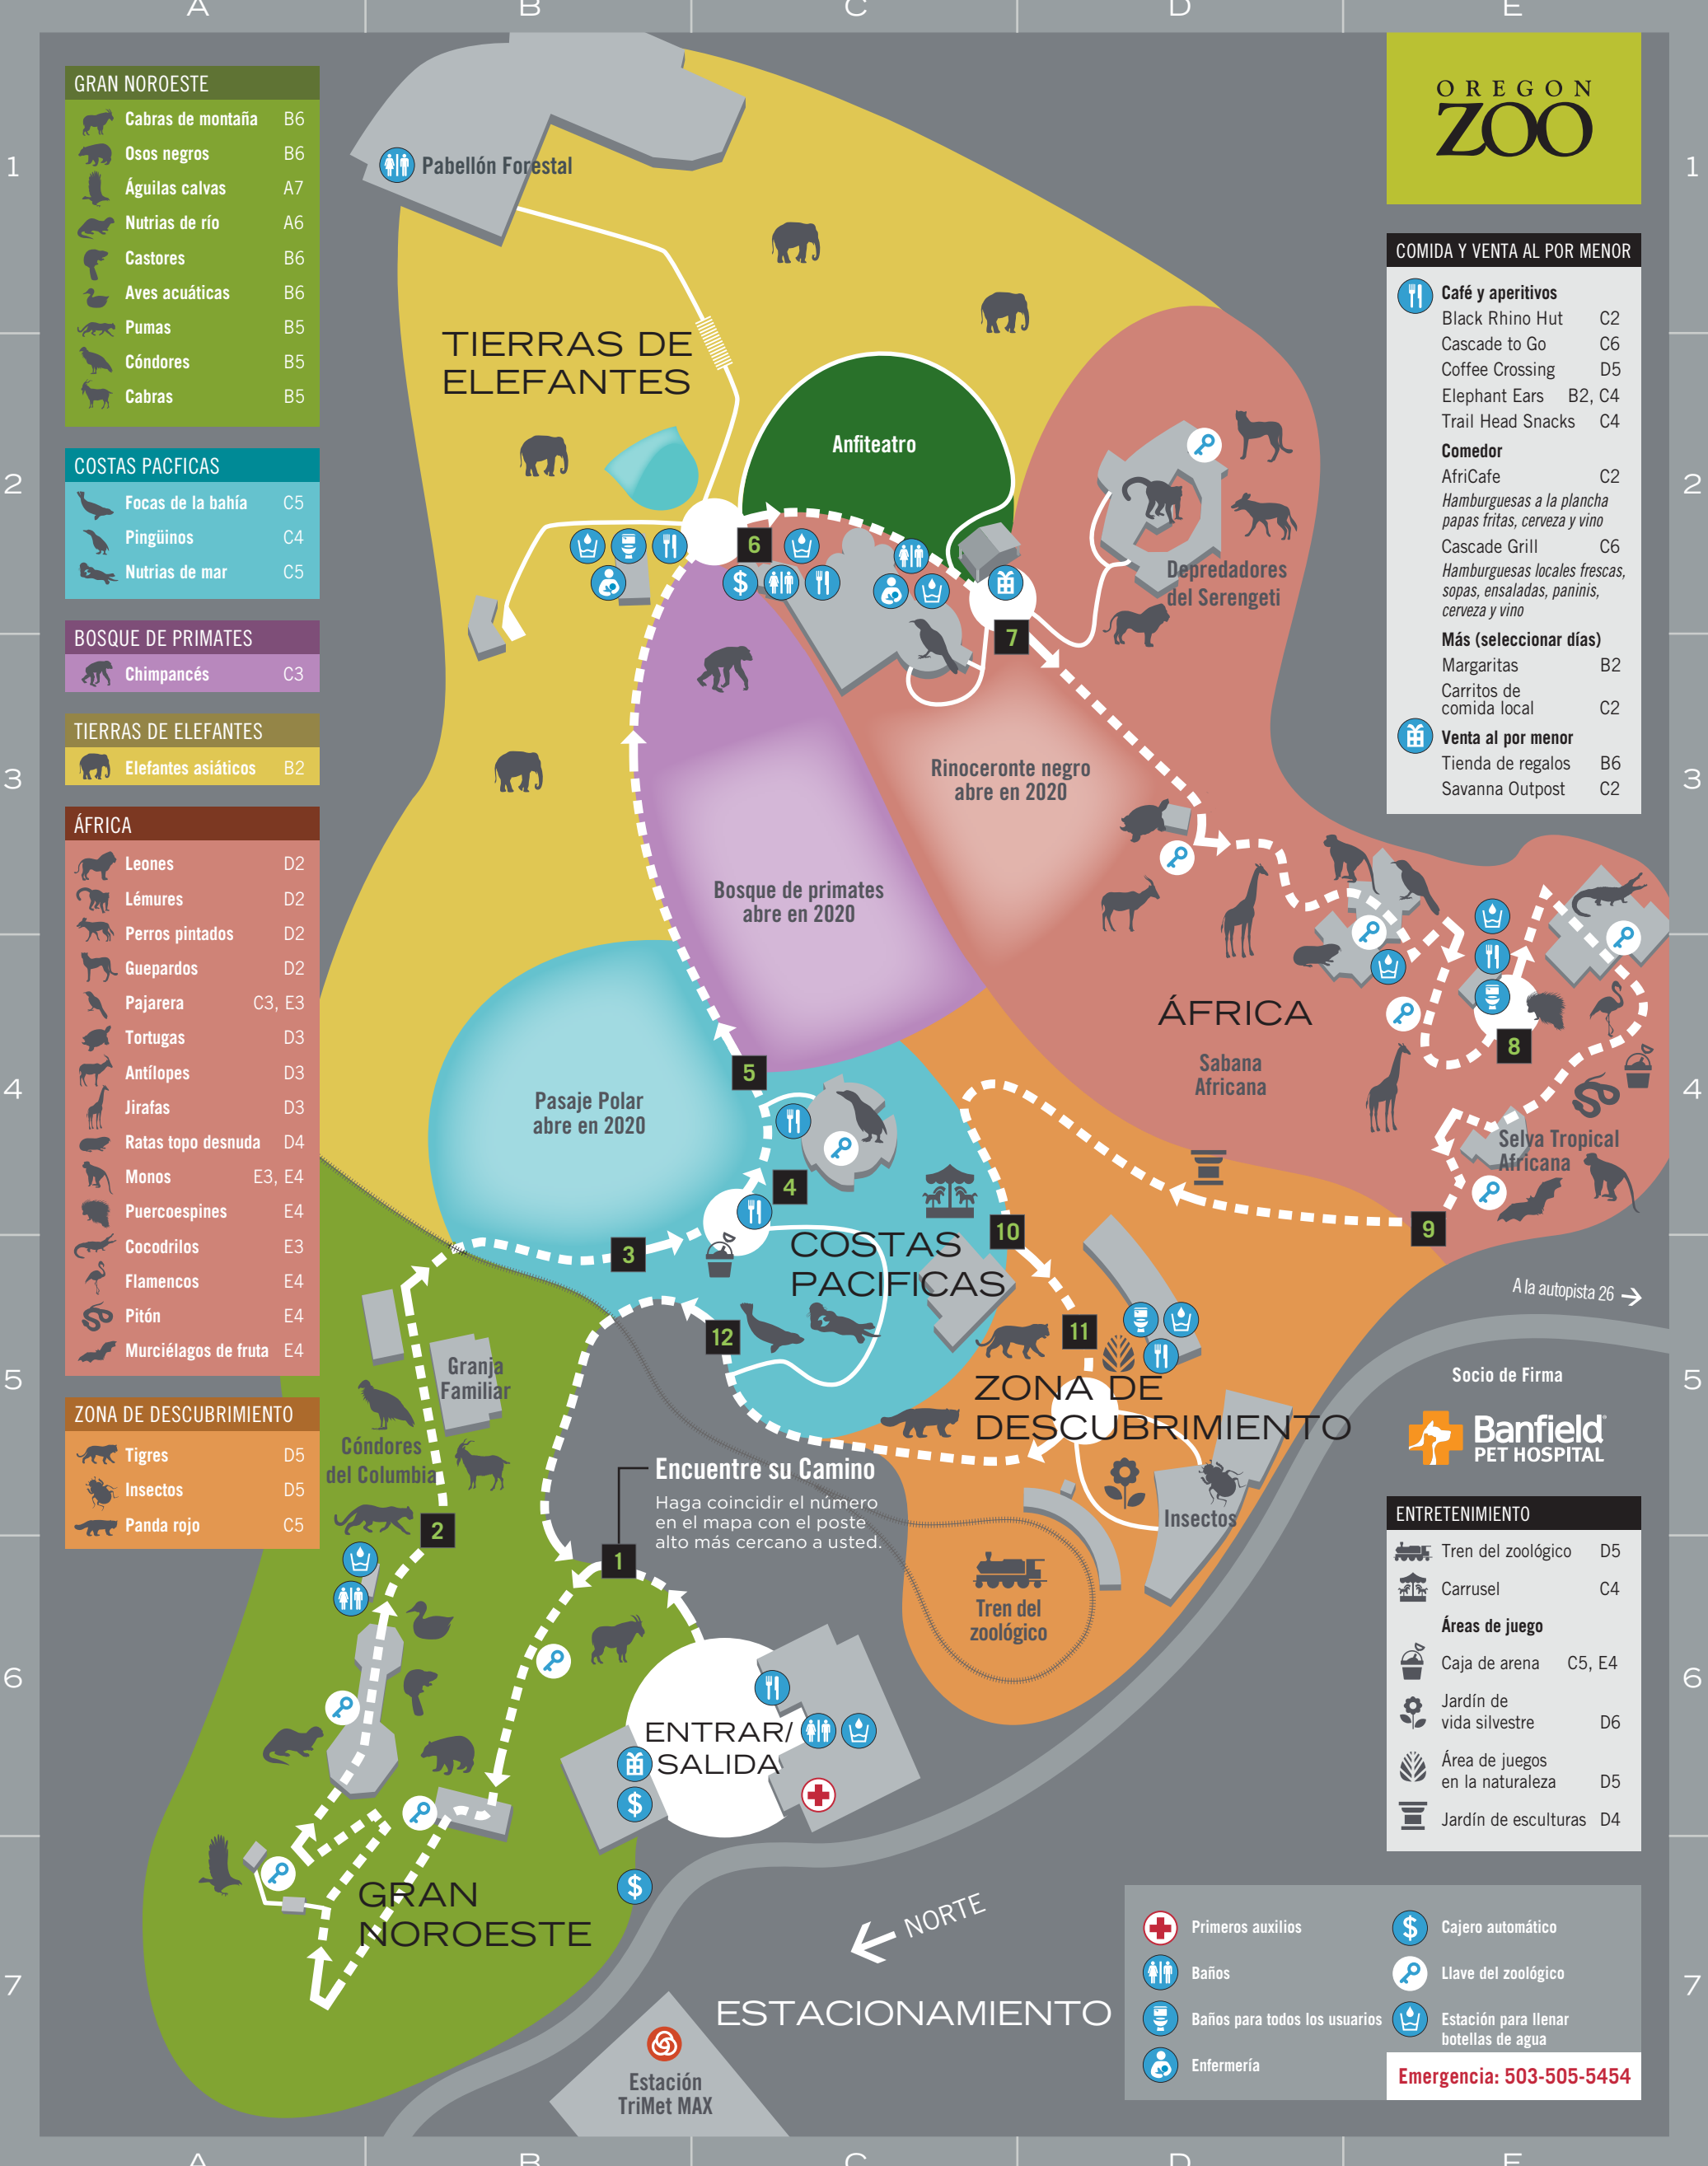 A B C D E
GRAN NOROESTE
Cabras de montaña B6
Osos negros B6
Águilas calvas A7
Nutrias de río A6
Castores B6
Aves acuáticas B6
Pumas B5
Cóndores B5
Cabras B5
COSTAS PACFICAS
Focas de la bahía C5
Pingüinos C4
Nutrias de mar C5
BOSQUE DE PRIMATES
Chimpancés C3
TIERRAS DE ELEFANTES
Elefantes asiáticos B2
ÁFRICA
Leones D2
Lémures D2
Perros pintados D2
Guepardos D2
Pajarera C3, E3
Tortugas D3
Antílopes D3
Jirafas D3
Ratas topo desnuda D4
Monos E3, E4
Puercoespines E4
Cocodrilos E3
Flamencos E4
Pitón E4
Murciélagos de fruta E4
ZONA DE DESCUBRIMIENTO
Tigres D5
Insectos D5
Panda rojo C5
1
2
3
4
5
6
7
Pabellón Forestal
TIERRAS DE
ELEFANTES
Anfiteatro
6
7
Depredadores
del Serengeti
Rinoceronte negro
abre en 2020
Bosque de primates
abre en 2020
ÁFRICA
Sabana
Africana
8
Selva Tropical
Africana
9
5
Pasaje Polar
abre en 2020
4
3
10
COSTAS
PACIFICAS
12
11
ZONA DE
DESCUBRIMIENTO
Granja
Familiar
Cóndores
del Columbia
2
Encuentre su Camino
Haga coincidir el número
en el mapa con el poste
alto más cercano a usted.
1
Insectos
Tren del
zoológico
ENTRAR/
SALIDA
$
$
$
GRAN
NOROESTE
NORTE
ESTACIONAMIENTO
Estación
TriMet MAX
A la autopista 26
OREGON
ZOO
COMIDA Y VENTA AL POR MENOR
Café y aperitivos
Black Rhino Hut C2
Cascade to Go C6
Coffee Crossing D5
Elephant Ears B2, C4
Trail Head Snacks C4
Comedor
AfriCafe C2
Hamburguesas a la plancha
papas fritas, cerveza y vino
Cascade Grill C6
Hamburguesas locales frescas,
sopas, ensaladas, paninis,
cerveza y vino
Más (seleccionar días)
Margaritas B2
Carritos de
comida local C2
Venta al por menor
Tienda de regalos B6
Savanna Outpost C2
Socio de Firma
Banfield
PET HOSPITAL
ENTRETENIMIENTO
Tren del zoológico D5
Carrusel C4
Áreas de juego
Caja de arena C5, E4
Jardín de
vida silvestre D6
Área de juegos
en la naturaleza D5
Jardín de esculturas D4
Primeros auxilios
Baños
Baños para todos los usuarios
Enfermería
$ Cajero automático
Llave del zoológico
Estación para llenar
botellas de agua
Emergencia: 503-505-5454
1
2
3
4
5
6
7
A B C D E